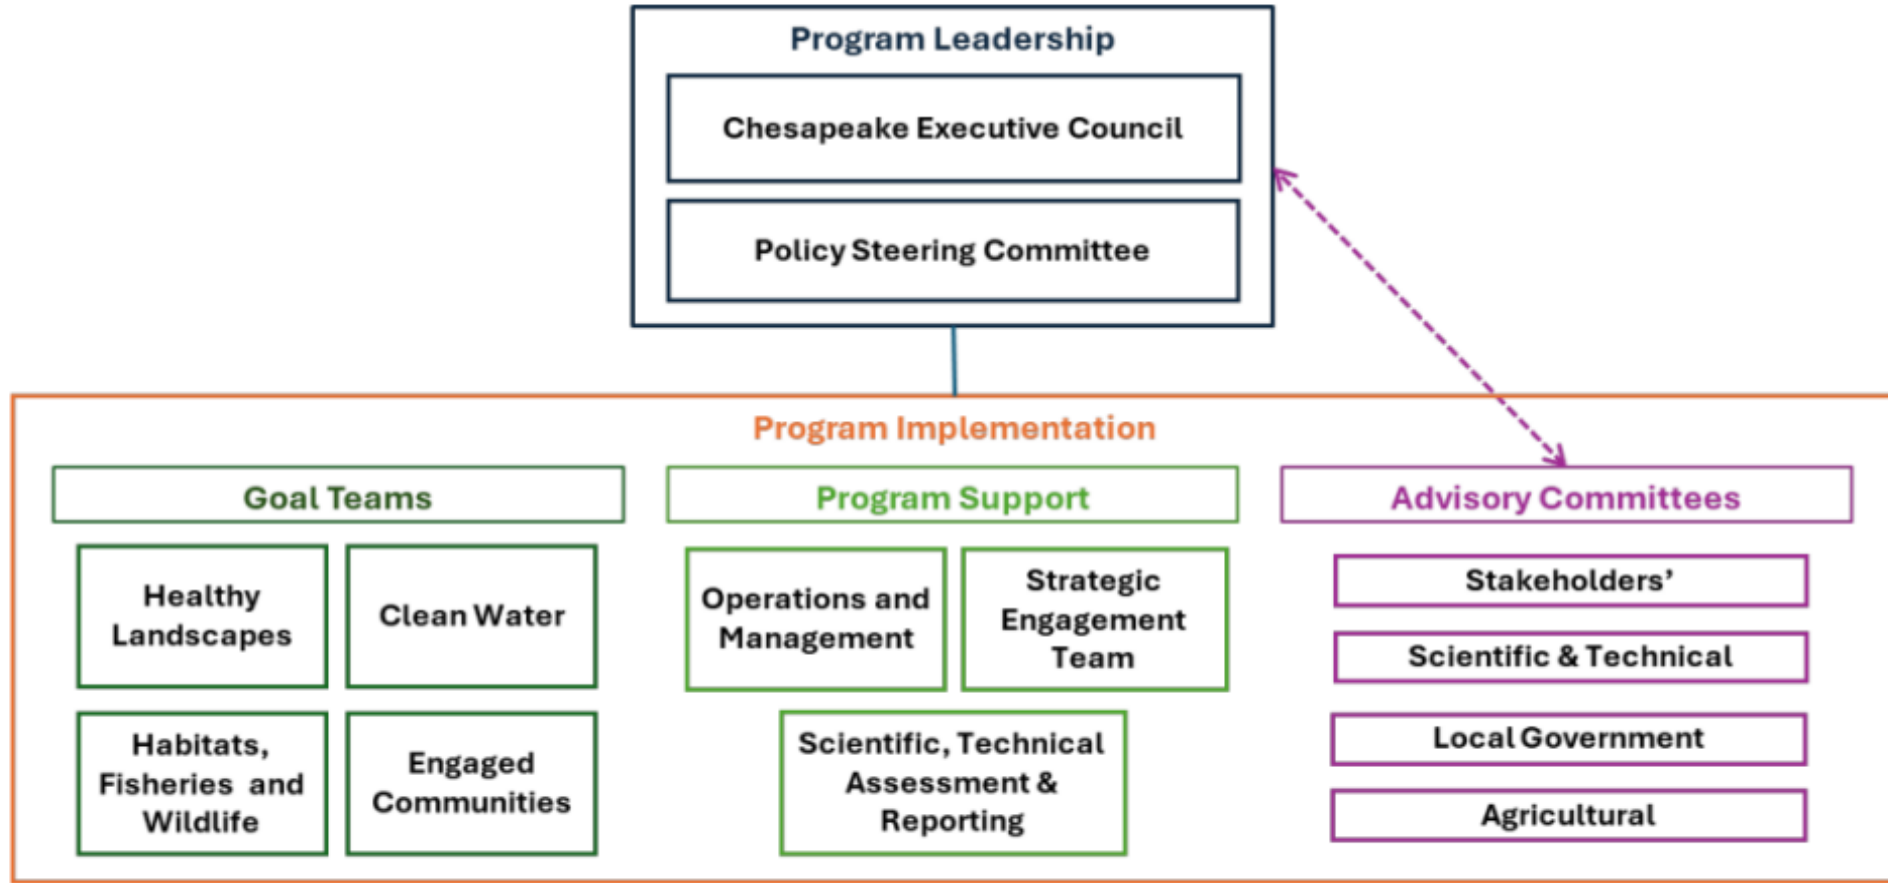 Program Leadership
Chesapeake Executive Council
Policy Steering Committee
Program Implementation
Goal Teams
Healthy
Landscapes
Clean Water
Habitats,
Fisheries and
Wildlife
Engaged
Communities
Program Support
Operations and
Management
Strategic
Engagement
Team
Scientific, Technical
Assessment &
Reporting
Advisory Committees
Stakeholders’
Scientific & Technical
Local Government
Agricultural